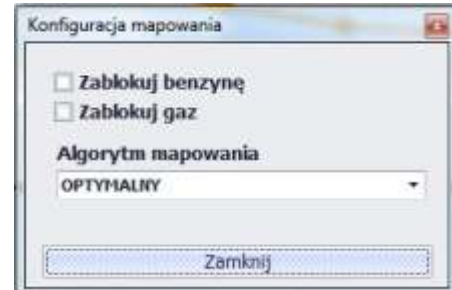 Konfiguracja mapowania
Zablokuj benzynę
Zablokuj gaz
Algorytm mapowania
OPTYMALNY
Zamknij